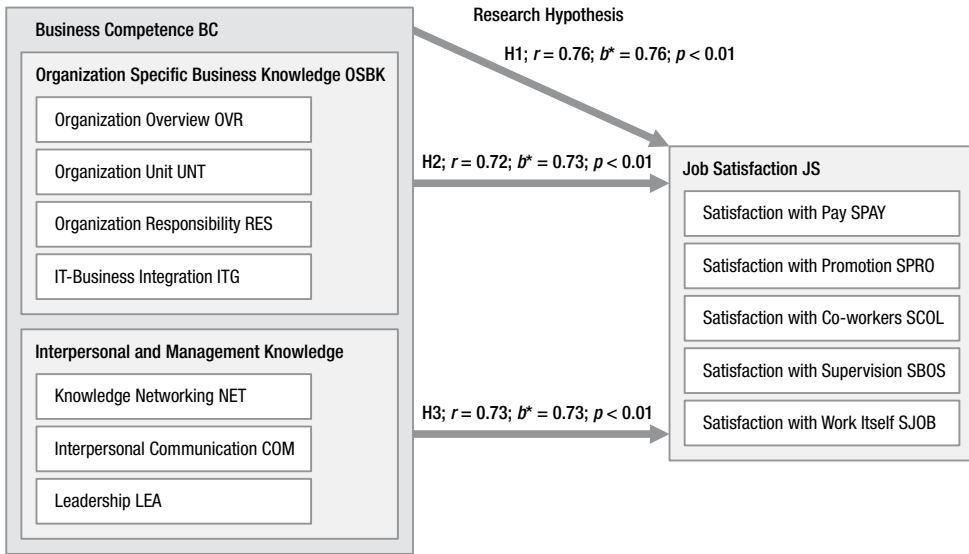 Research Hypothesis
Business Competence BC
H1; r = 0.76; b* = 0.76; p < 0.01
Organization Specific Business Knowledge OSBK
Organization Overview OVR
Organization Unit UNT
Organization Responsibility RES
IT-Business Integration ITG
H2; r = 0.72; b* = 0.73; p < 0.01
Interpersonal and Management Knowledge
Knowledge Networking NET
Interpersonal Communication COM
Leadership LEA
H3; r = 0.73; b* = 0.73; p < 0.01
Job Satisfaction JS
Satisfaction with Pay SPAY
Satisfaction with Promotion SPRO
Satisfaction with Co-workers SCOL
Satisfaction with Supervision SBOS
Satisfaction with Work Itself SJOB